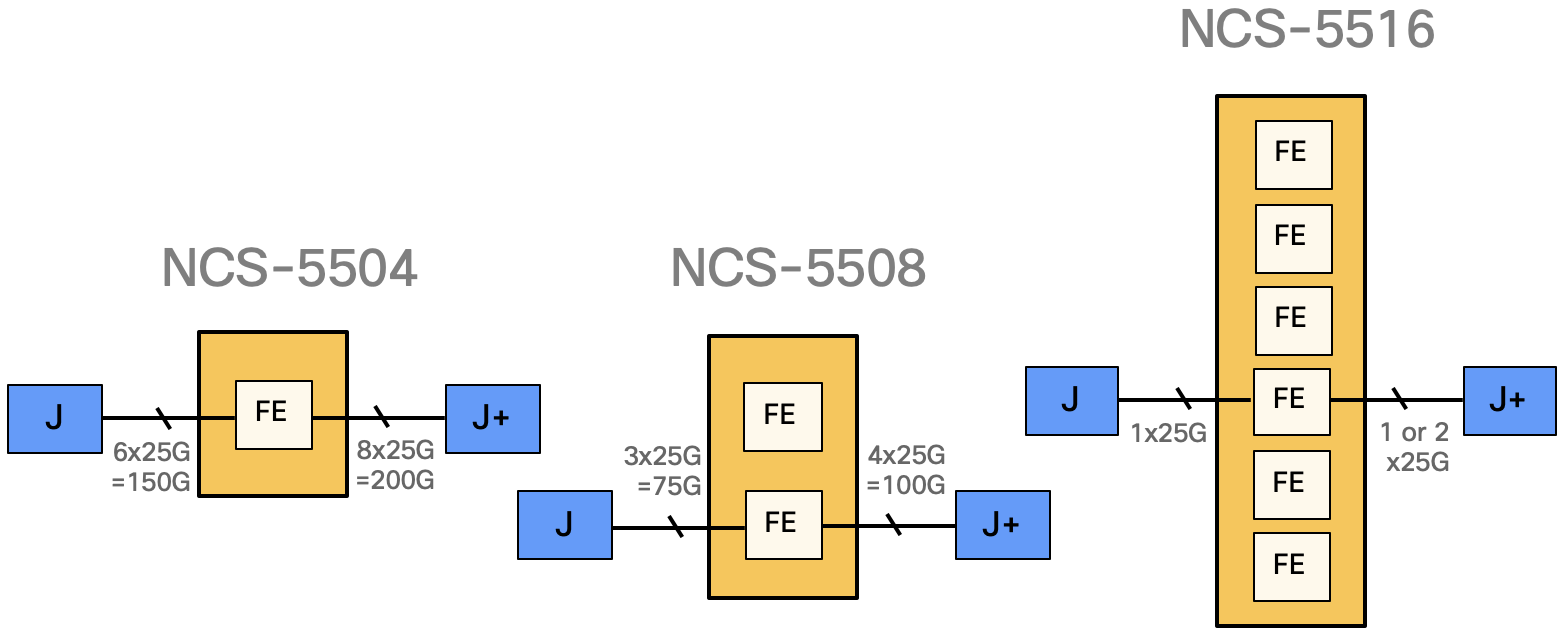 NCS-5504
J
FE
J+
6x25G
=150G
8x25G
=200G
NCS-5508
FE
FE
J
J+
3x25G
=75G
4x25G
=100G
NCS-5516
FE
FE
FE
FE
FE
FE
J
J+
1x25G
1 or 2
x25G